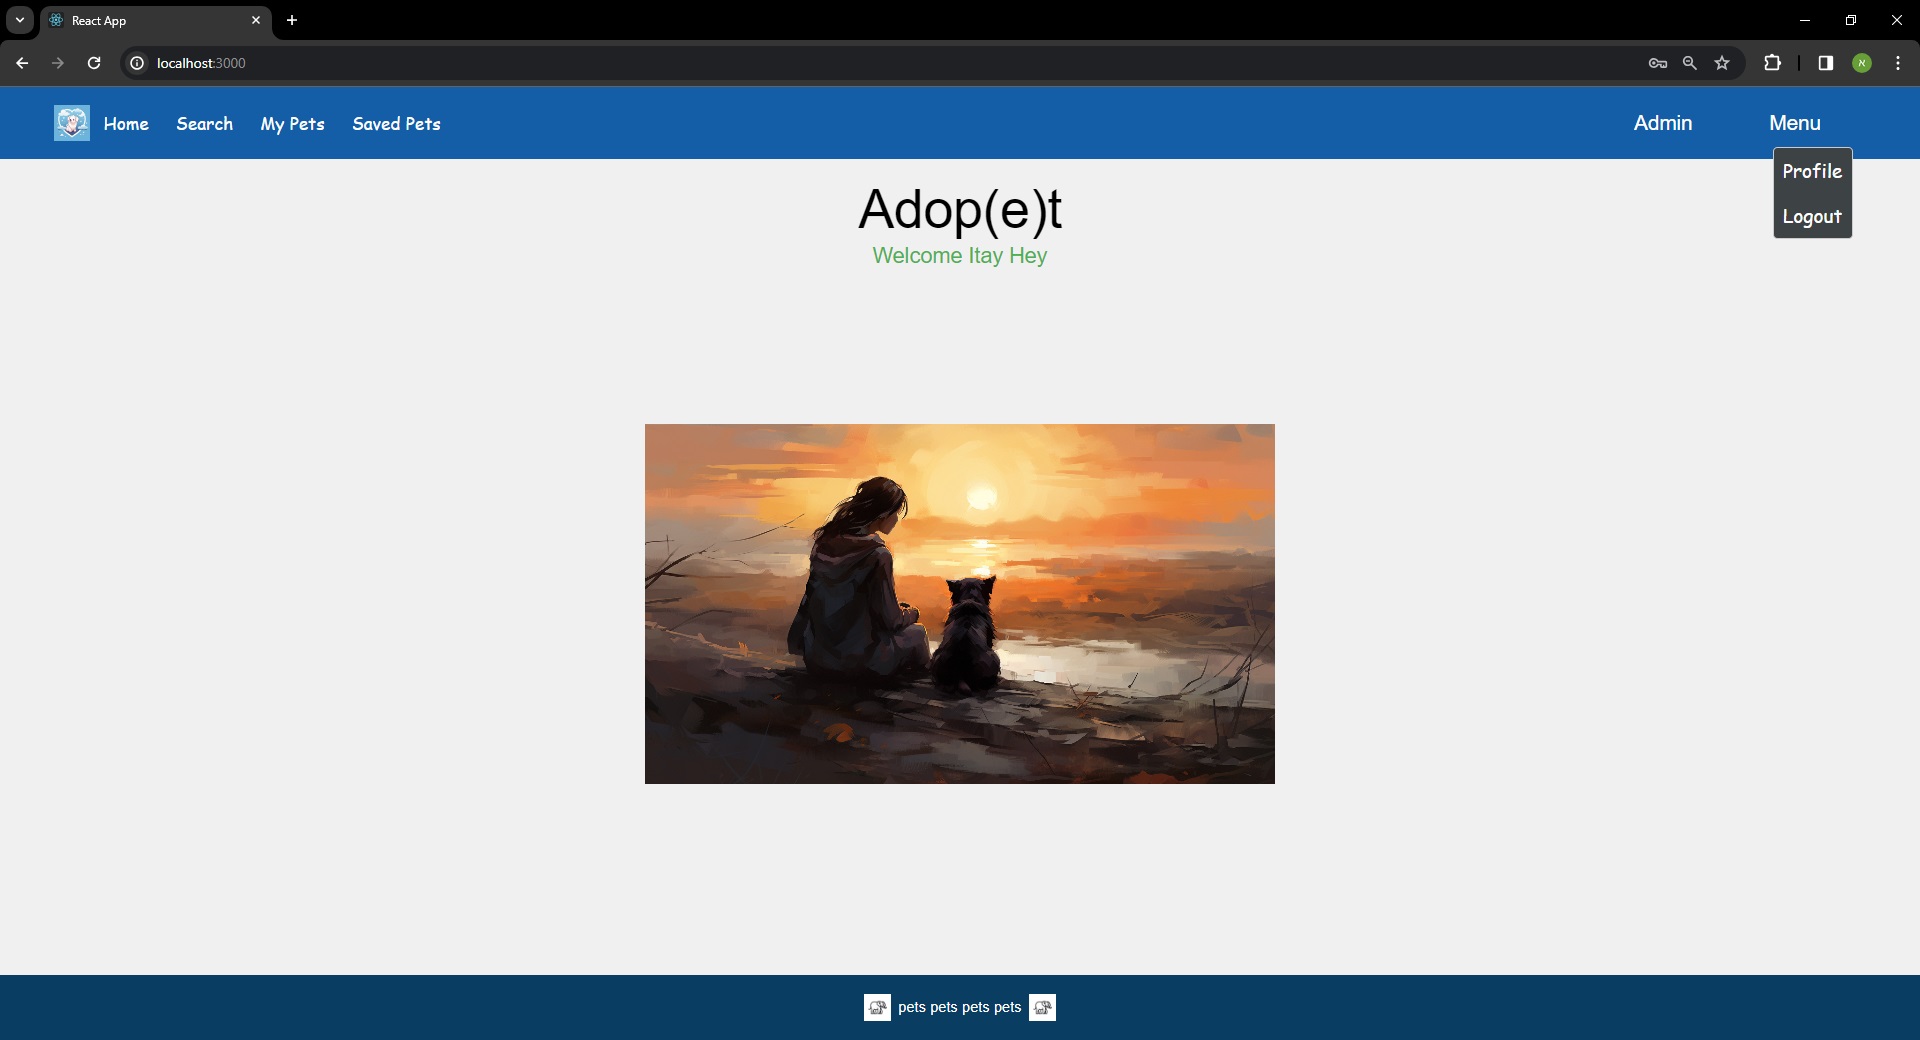 React App
localhost:3000
א
Home Search My Pets Saved Pets Admin Menu
Profile
Logout
Adop(e)t
Welcome Itay Hey
pets pets pets pets